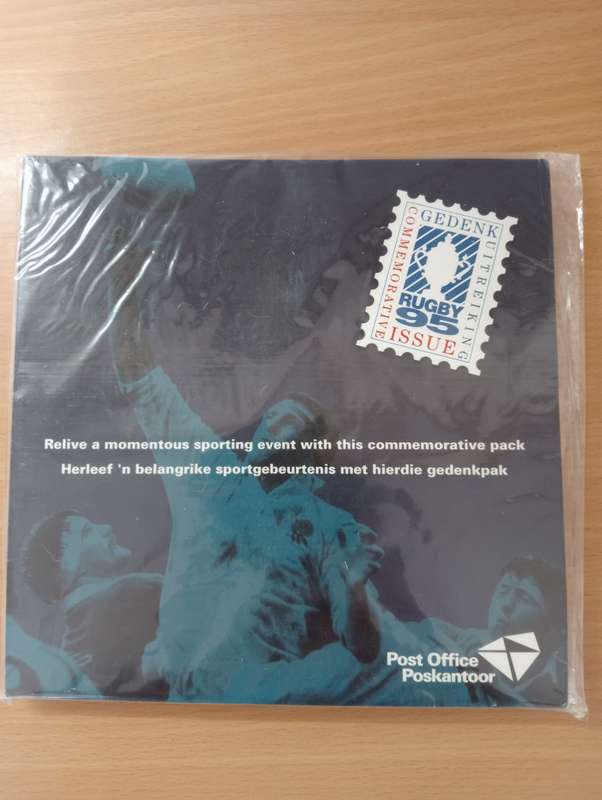 GEDENK
UITREIKING
COMMEMORATIVE
RUGBY
95
ISSUE
Relive a momentous sporting event with this commemorative pack
Herleef 'n belangrike sportgebeurtenis met hierdie gedenkpak
Post Office
Poskantoor